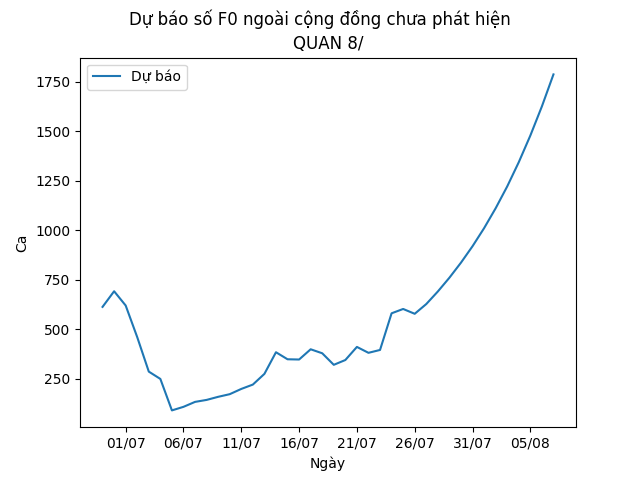 Dự báo số F0 ngoài cộng đồng chưa phát hiện
QUAN 8/
Dự báo
1750
1500
1250
1000
750
500
250
Ca
01/07 06/07 11/07 16/07 21/07 26/07 31/07 05/08
Ngày